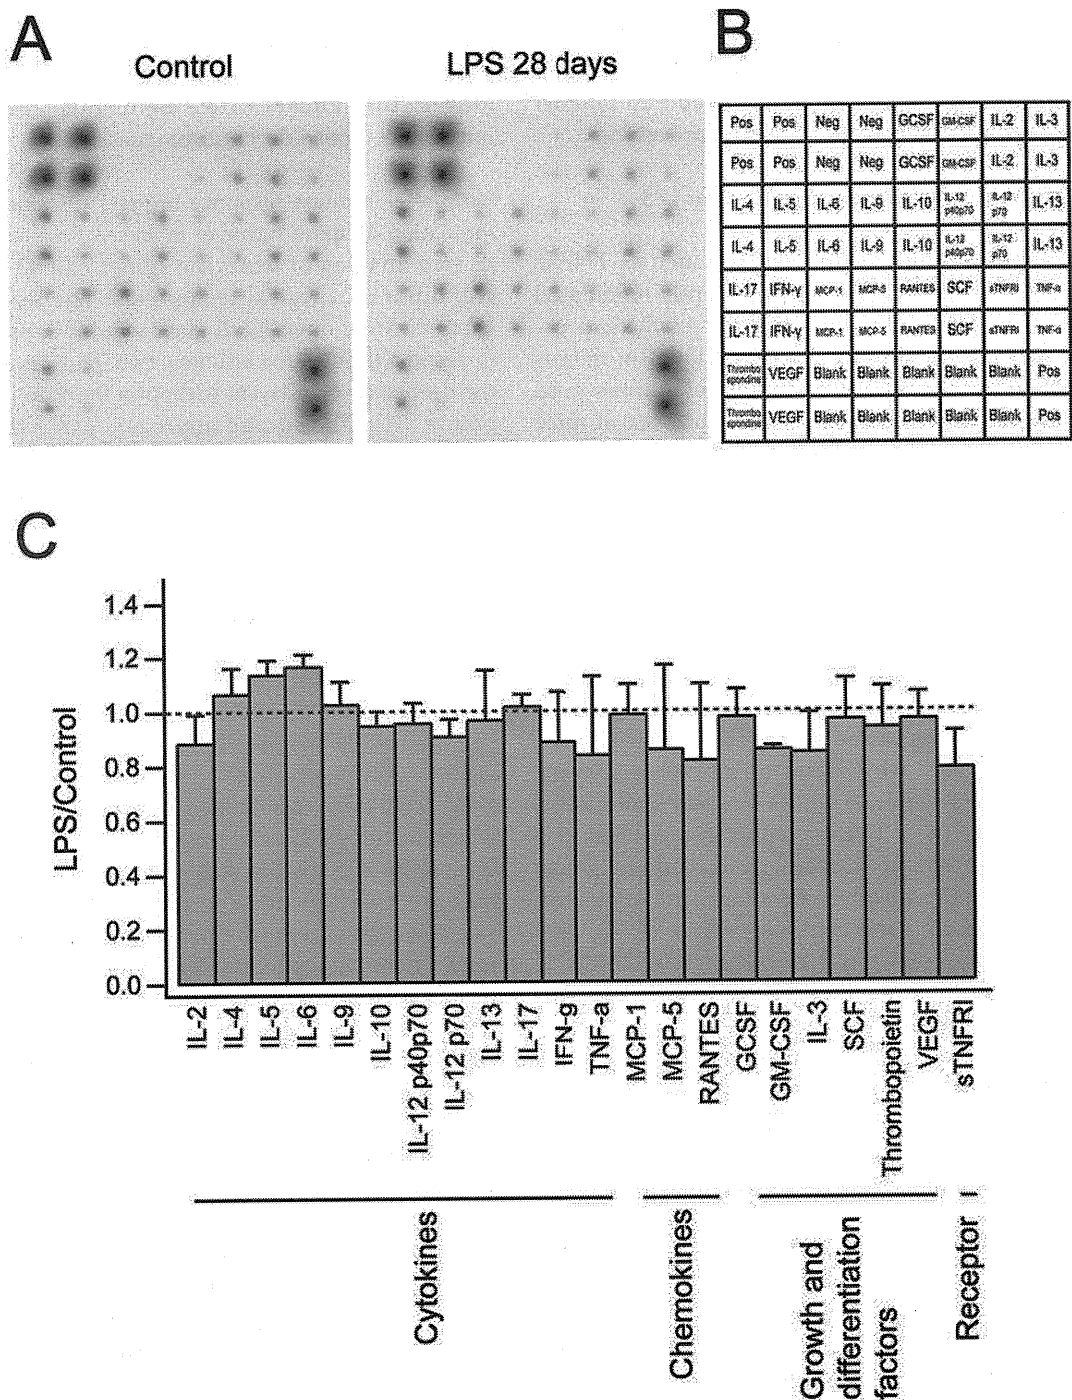 A
Control
LPS 28 days
B
Pos Pos Neg Neg GCSF GM-CSF IL-2 IL-3
Pos Pos Neg Neg GCSF GM-CSF IL-2 IL-3
IL-4 IL-5 IL-6 IL-9 IL-10 IL-12 p40p70 IL-12 p70 IL-13
IL-4 IL-5 IL-6 IL-9 IL-10 IL-12 p40p70 IL-12 p70 IL-13
IL-17 IFN-γ MCP-1 MCP-5 RANTES SCF sTNFRI TNF-α
IL-17 IFN-γ MCP-1 MCP-5 RANTES SCF sTNFRI TNF-α
Thrombo spondine VEGF Blank Blank Blank Blank Blank Pos
Thrombo spondine VEGF Blank Blank Blank Blank Blank Pos
C
LPS/Control
1.4
1.2
1.0
0.8
0.6
0.4
0.2
0.0
IL-2
IL-4
IL-5
IL-6
IL-9
IL-10
IL-12 p40p70
IL-12 p70
IL-13
IL-17
IFN-g
TNF-a
MCP-1
MCP-5
RANTES
GCSF
GM-CSF
IL-3
SCF
Thrombopoietin
VEGF
sTNFRI
Cytokines
Chemokines
Growth and
differentiation
factors
Receptor